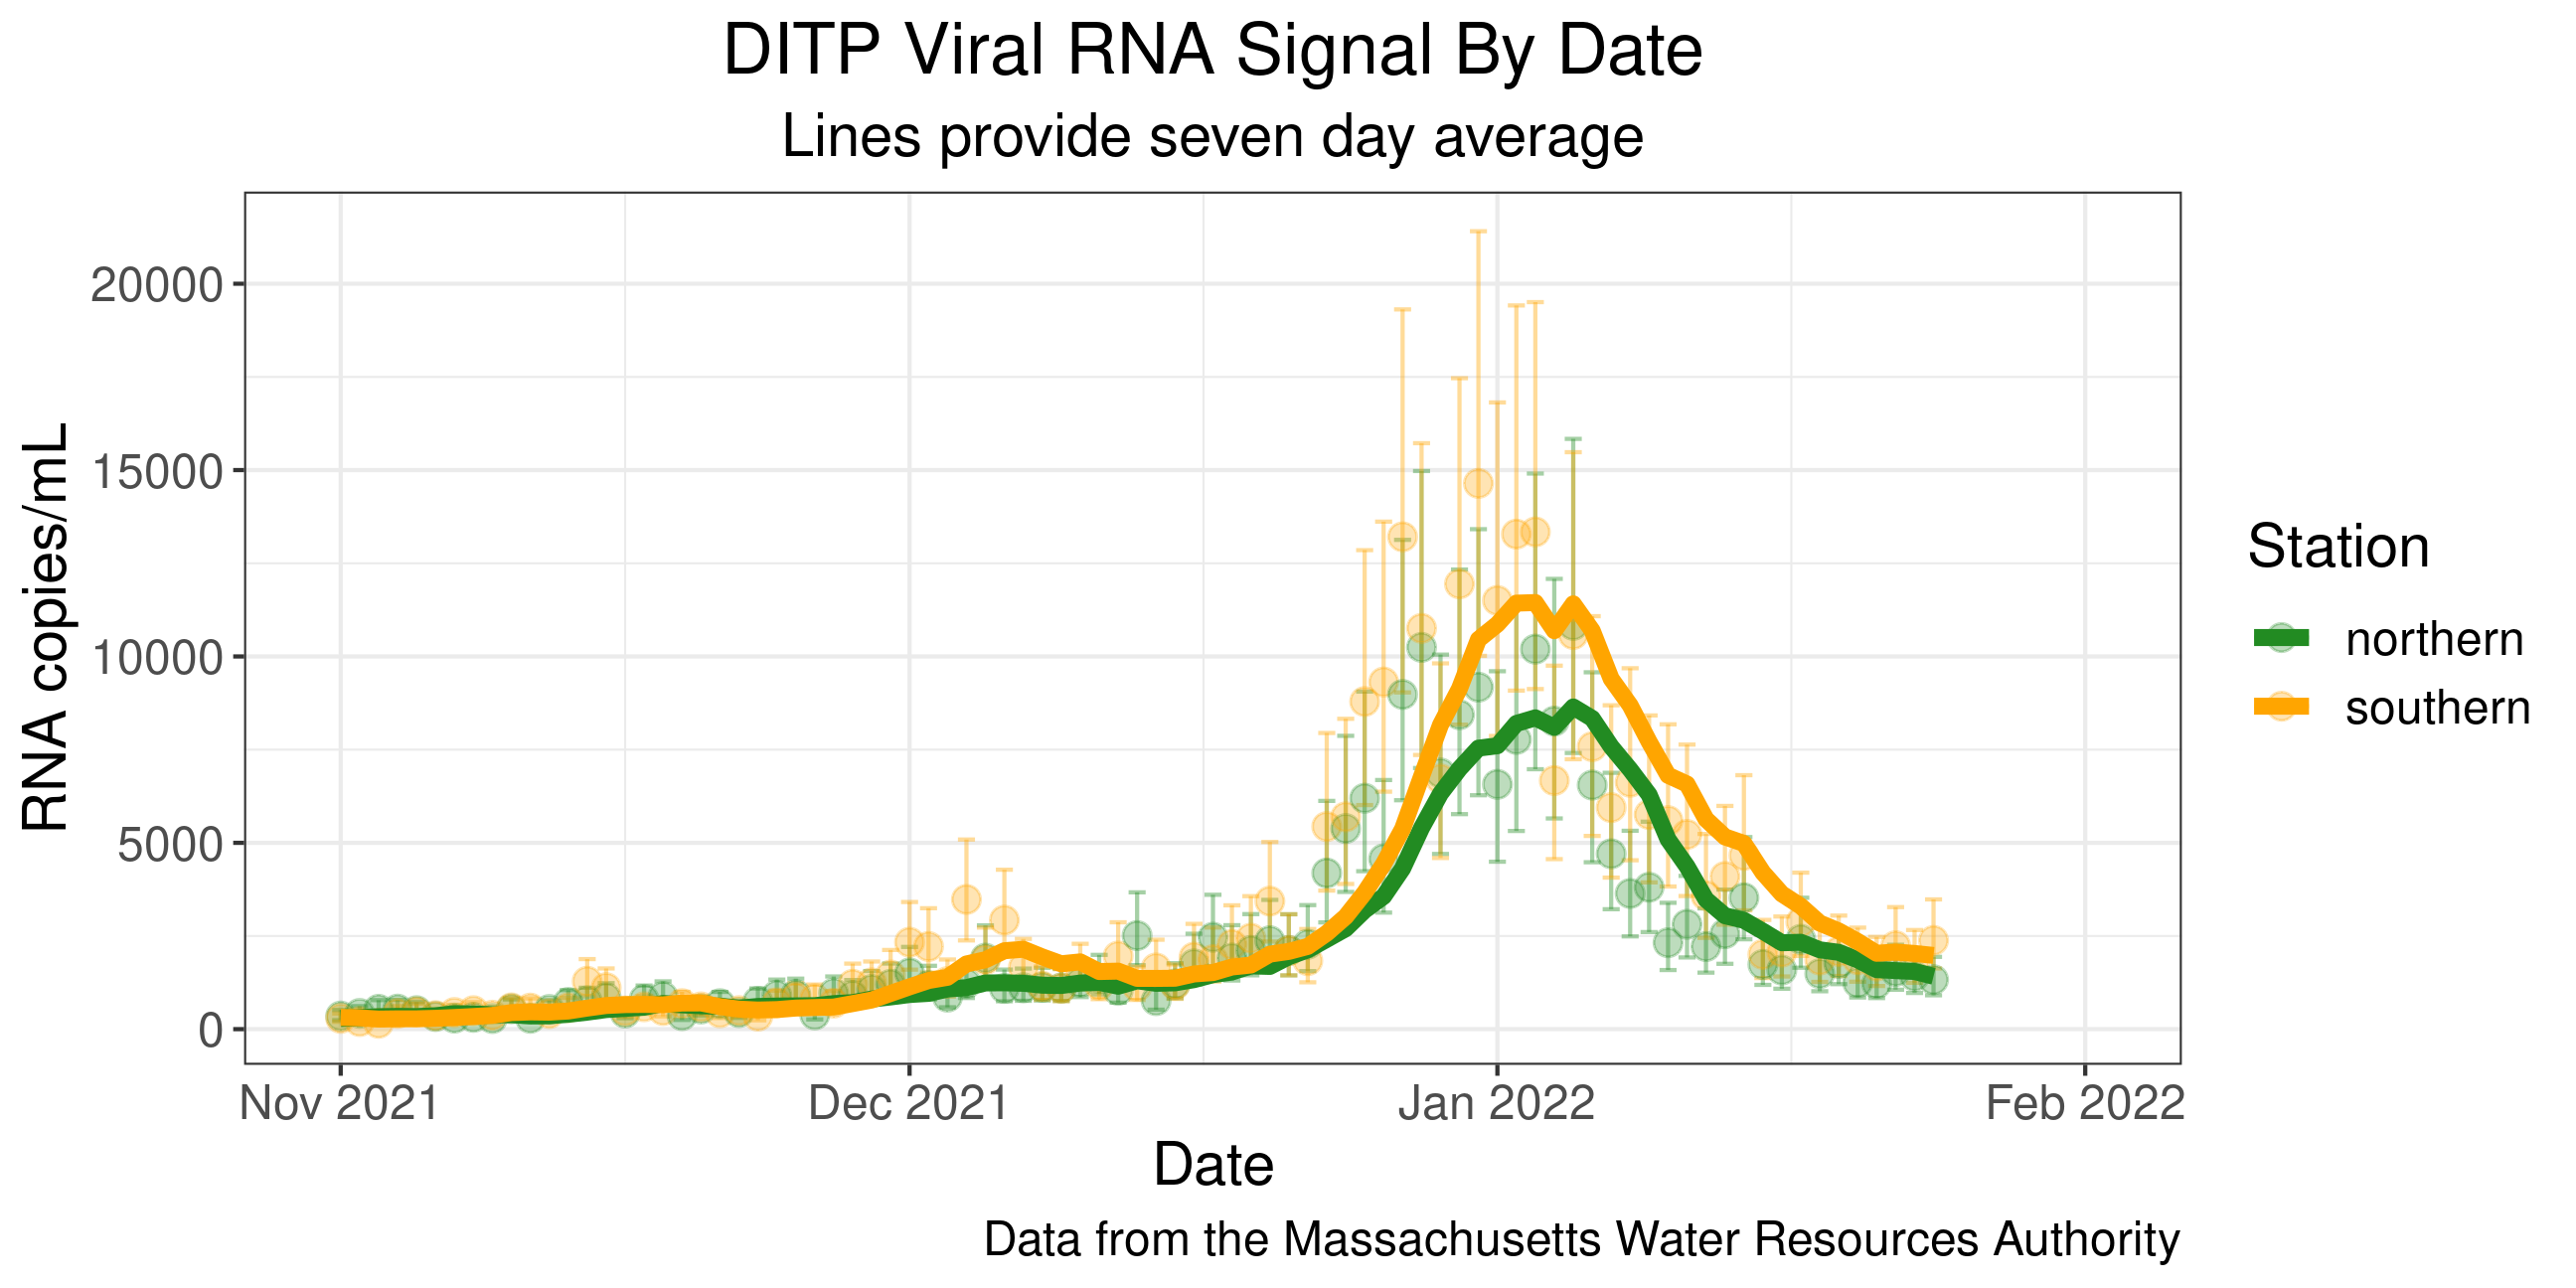 DITP Viral RNA Signal By Date
Lines provide seven day average
RNA copies/mL
20000
15000
10000
5000
0
Nov 2021
Dec 2021
Jan 2022
Feb 2022
Date
Station
northern
southern
Data from the Massachusetts Water Resources Authority